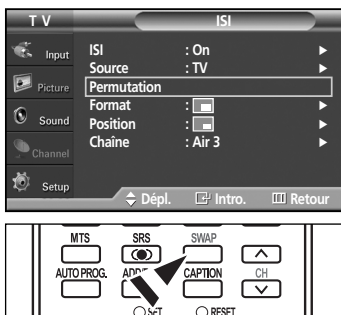 T V ISI
Input
Picture
Sound
Channel
Setup
ISI : On
Source : TV
Permutation
Format :
Position :
Chaîne : Air 3
Dépl. Intro. Retour
MTS SRS SWAP
AUTO PROG. CAPTION CH
RESET